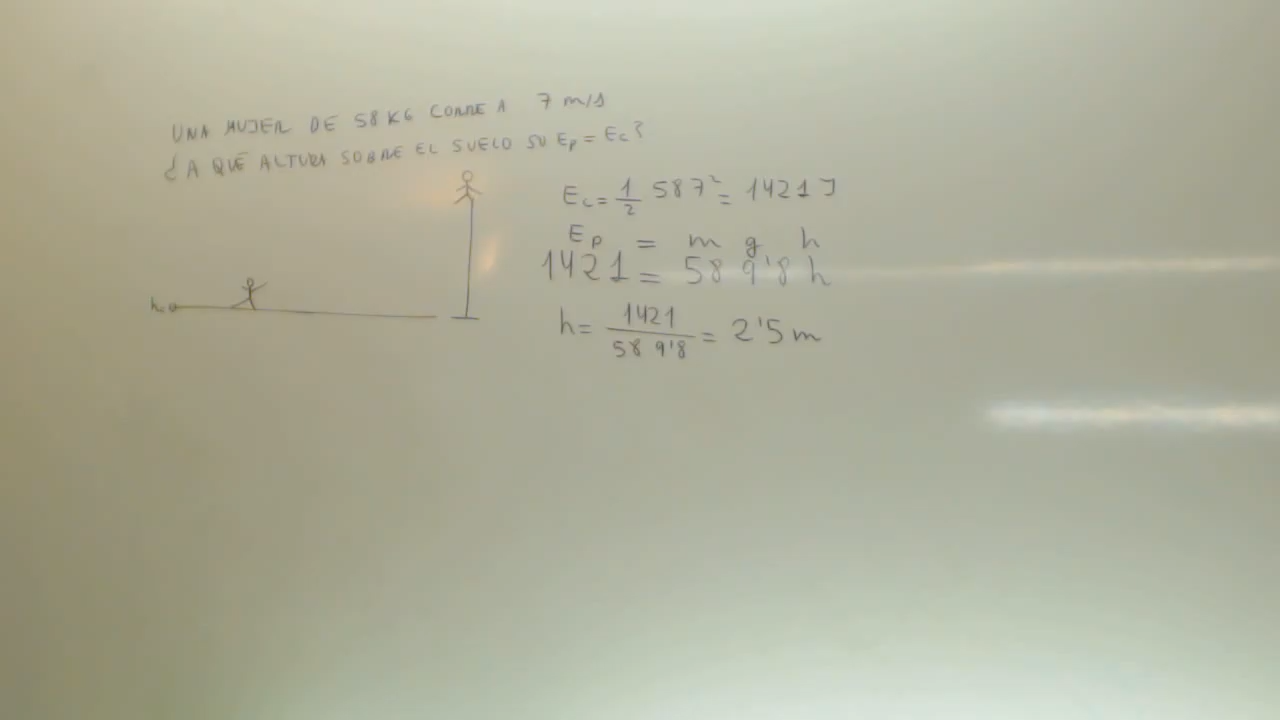 UNA MUJER DE 58 KG CORRE A 7 m/s
¿A QUÉ ALTURA SOBRE EL SUELO SU Ep = Ec?
Ec = 1/2 58 7² = 1421 J
Ep = m g h
1421 = 58 9'8 h
h = 1421 / 58 9'8 = 2'5 m